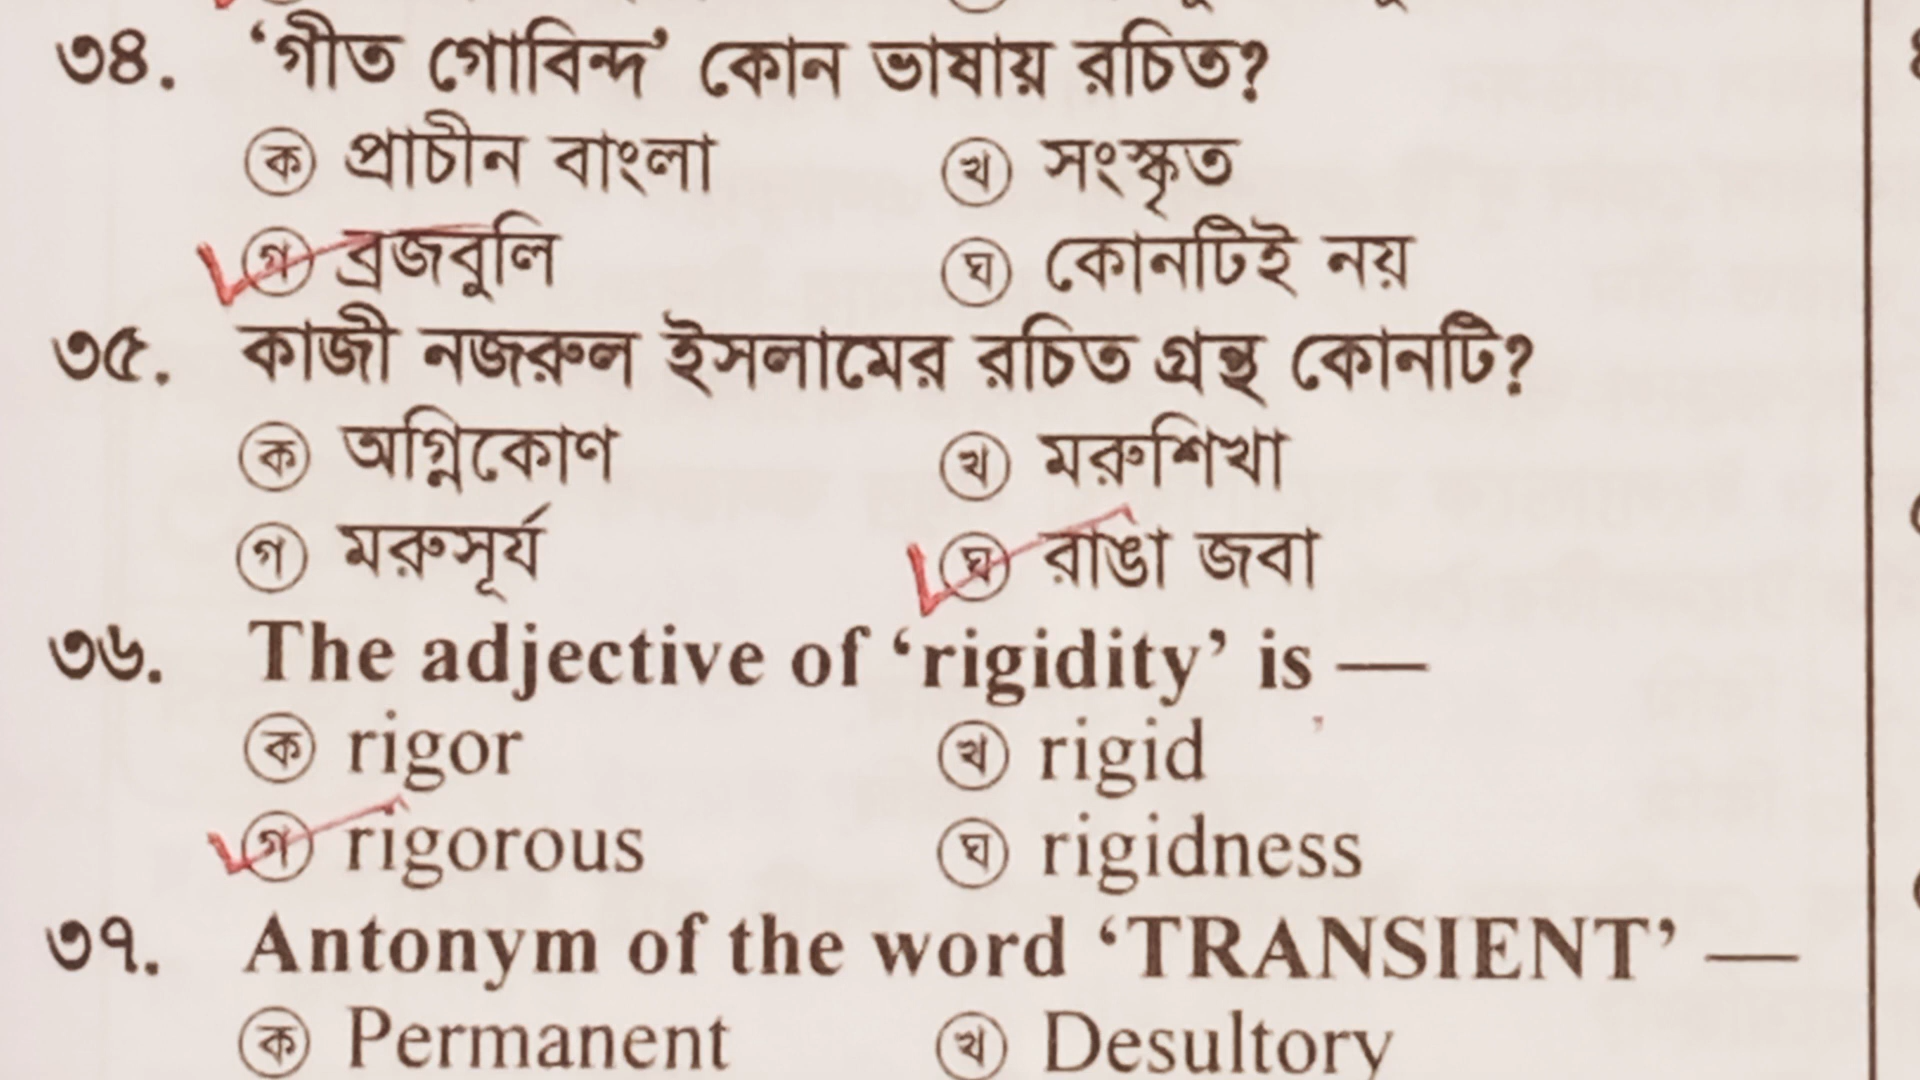 ৩৪. ‘গীত গোবিন্দ’ কোন ভাষায় রচিত?
ক প্রাচীন বাংলা খ সংস্কৃত
গ ব্রজবুলি ঘ কোনটিই নয়
৩৫. কাজী নজরুল ইসলামের রচিত গ্রন্থ কোনটি?
ক অগ্নিকোণ খ মরুশিখা
গ মরুসূর্য ঘ রাঙা জবা
৩৬. The adjective of ‘rigidity’ is —
ক rigor খ rigid
গ rigorous ঘ rigidness
৩৭. Antonym of the word ‘TRANSIENT’ —
ক Permanent খ Desultory